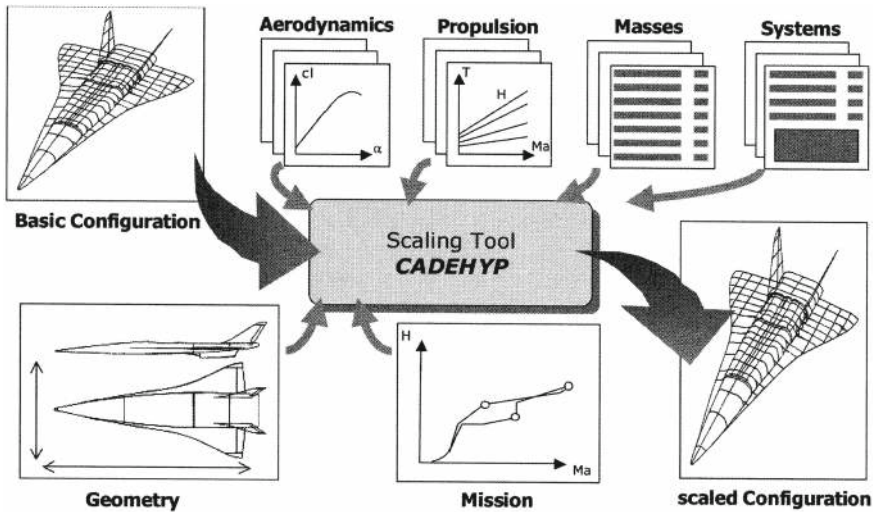 Aerodynamics
Propulsion
Masses
Systems
cl
α
T
H
Ma
Basic Configuration
Scaling Tool
CADEHYP
H
Ma
Geometry
Mission
scaled Configuration